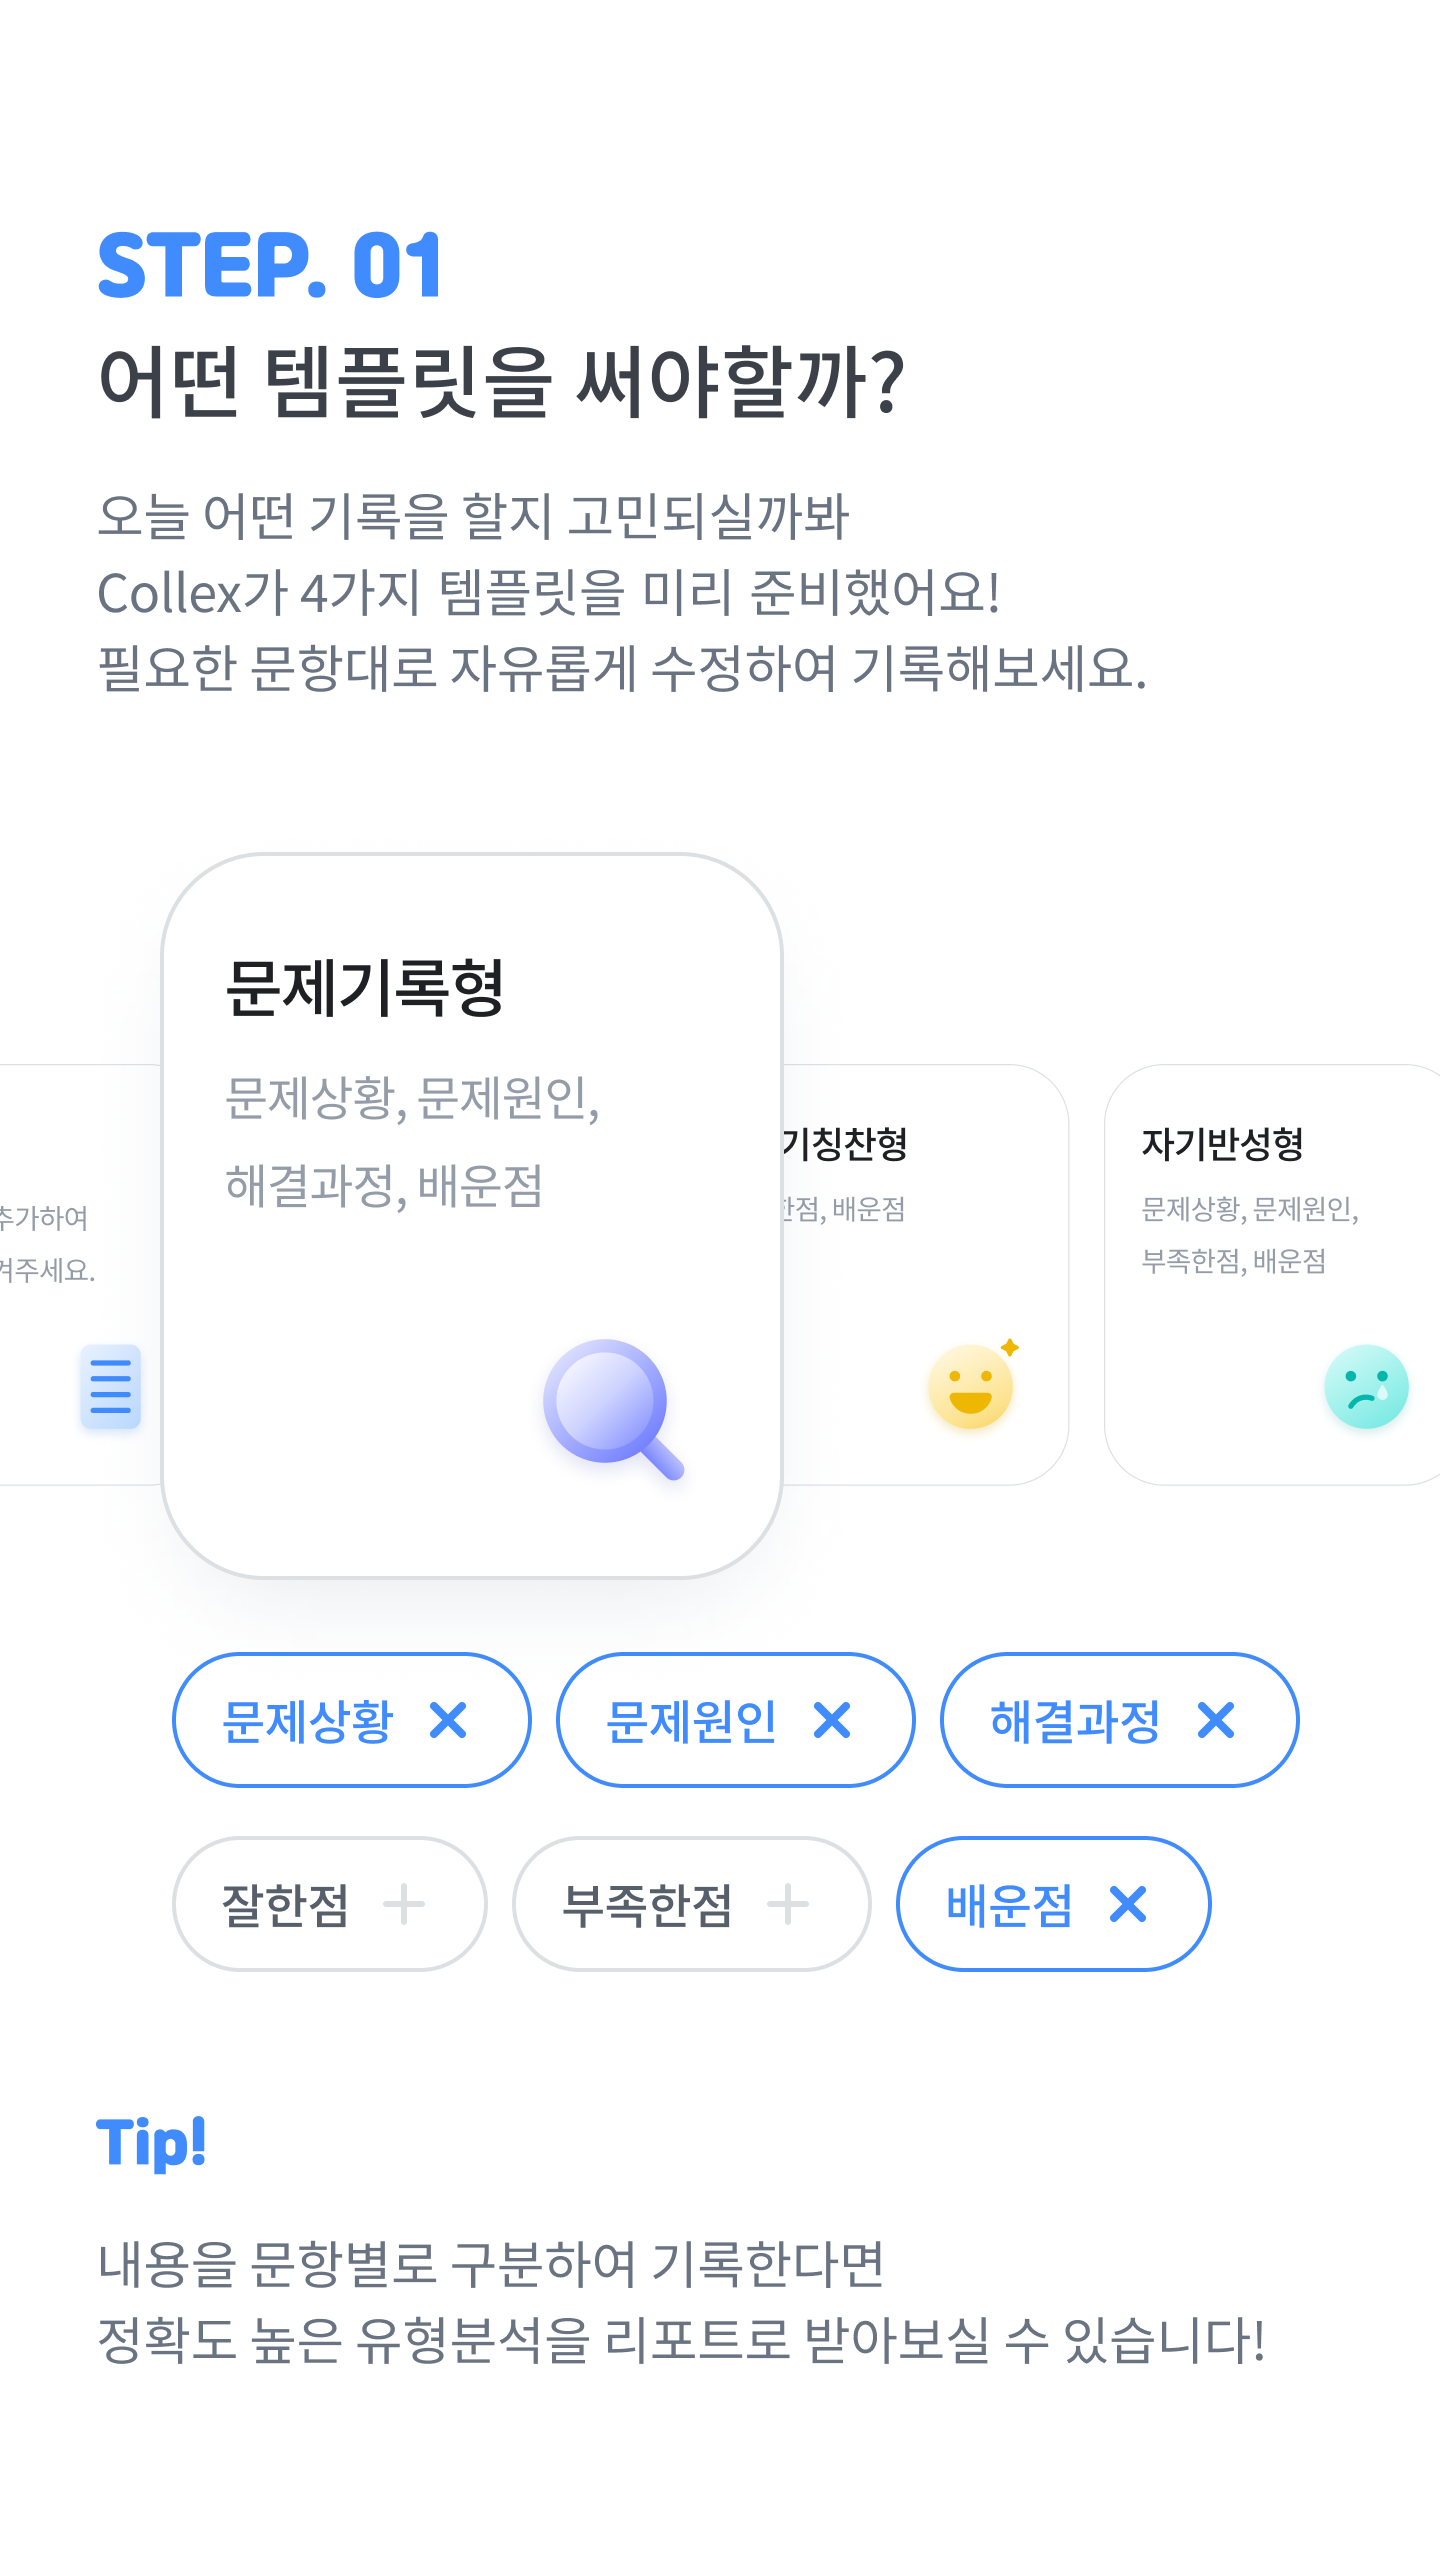 STEP. 01
어떤 템플릿을 써야할까?
오늘 어떤 기록을 할지 고민되실까봐
Collex가 4가지 템플릿을 미리 준비했어요!
필요한 문항대로 자유롭게 수정하여 기록해보세요.
추가하여
겨주세요.
문제기록형
문제상황, 문제원인,
해결과정, 배운점
기칭찬형
한점, 배운점
자기반성형
문제상황, 문제원인,
부족한점, 배운점
문제상황 문제원인 해결과정
잘한점 부족한점 배운점
Tip!
내용을 문항별로 구분하여 기록한다면
정확도 높은 유형분석을 리포트로 받아보실 수 있습니다!